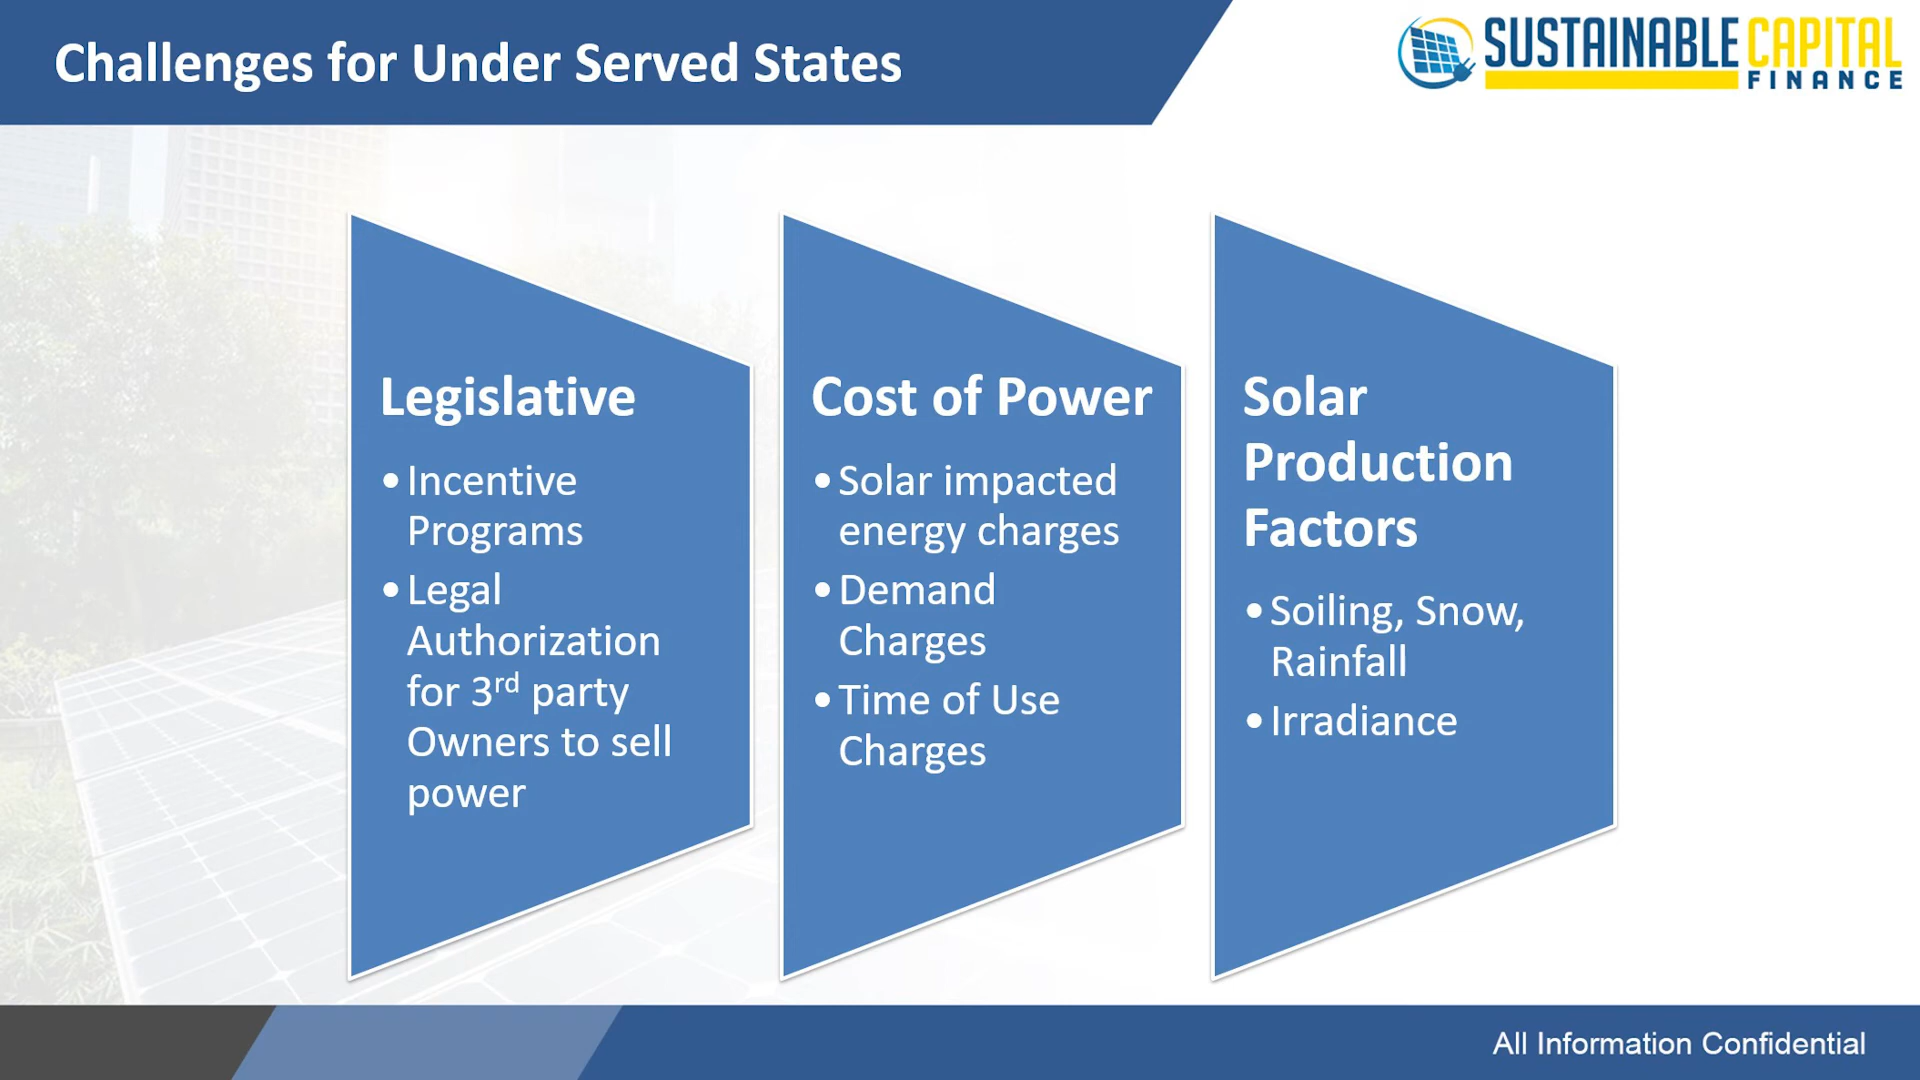 Challenges for Under Served States
SUSTAINABLE CAPITAL
FINANCE
Legislative
• Incentive
Programs
• Legal
Authorization
for 3rd party
Owners to sell
power
Cost of Power
• Solar impacted
energy charges
• Demand
Charges
• Time of Use
Charges
Solar
Production
Factors
• Soiling, Snow,
Rainfall
• Irradiance
All Information Confidential